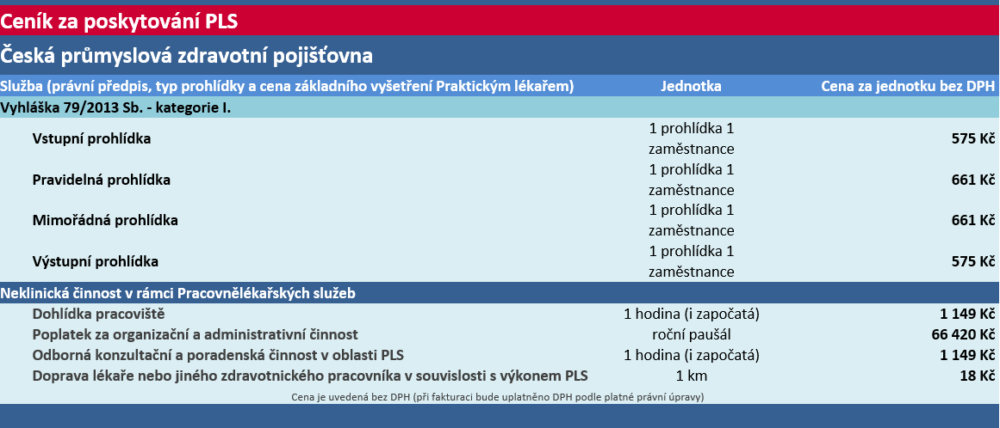 Ceník za poskytování PLS
Česká průmyslová zdravotní pojišťovna
Služba (právní předpis, typ prohlídky a cena základního vyšetření Praktickým lékařem) Jednotka Cena za jednotku bez DPH
Vyhláška 79/2013 Sb. - kategorie I.
Vstupní prohlídka 1 prohlídka 1 zaměstnance 575 Kč
Pravidelná prohlídka 1 prohlídka 1 zaměstnance 661 Kč
Mimořádná prohlídka 1 prohlídka 1 zaměstnance 661 Kč
Výstupní prohlídka 1 prohlídka 1 zaměstnance 575 Kč
Neklinická činnost v rámci Pracovnělékařských služeb
Dohlídka pracoviště 1 hodina (i započatá) 1 149 Kč
Poplatek za organizační a administrativní činnost roční paušál 66 420 Kč
Odborná konzultační a poradenská činnost v oblasti PLS 1 hodina (i započatá) 1 149 Kč
Doprava lékaře nebo jiného zdravotnického pracovníka v souvislosti s výkonem PLS 1 km 18 Kč
Cena je uvedená bez DPH (při fakturaci bude uplatněno DPH podle platné právní úpravy)